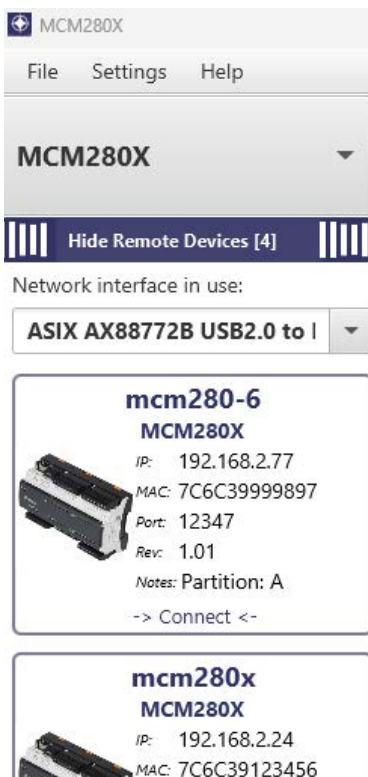 MCM280X
File Settings Help
MCM280X
Hide Remote Devices [4]
Network interface in use:
ASIX AX88772B USB2.0 to
mcm280-6
MCM280X
IP: 192.168.2.77
MAC: 7C6C39999897
Port: 12347
Rev: 1.01
Notes: Partition: A
-> Connect <-
mcm280x
MCM280X
IP: 192.168.2.24
MAC: 7C6C39123456